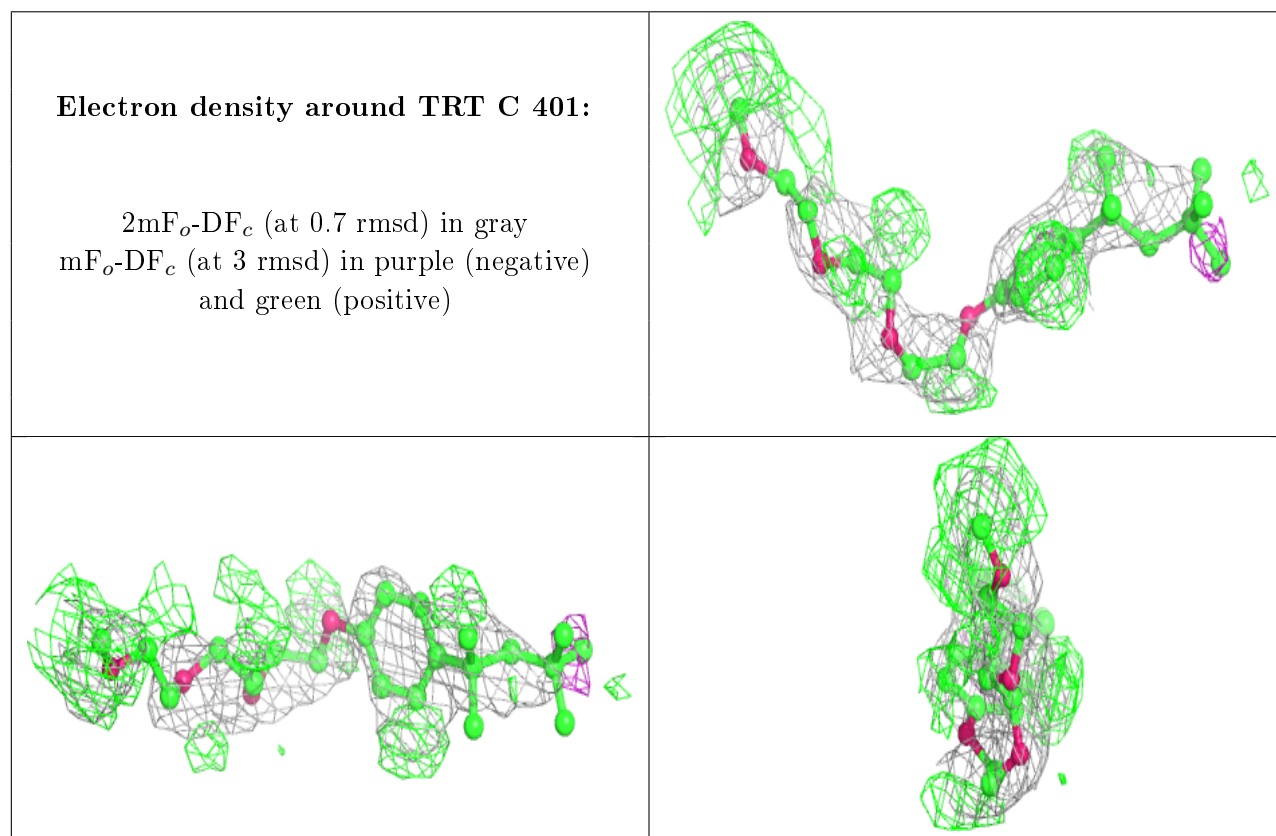 Electron density around TRT C 401:
2mFo-DFc (at 0.7 rmsd) in gray
mFo-DFc (at 3 rmsd) in purple (negative)
and green (positive)